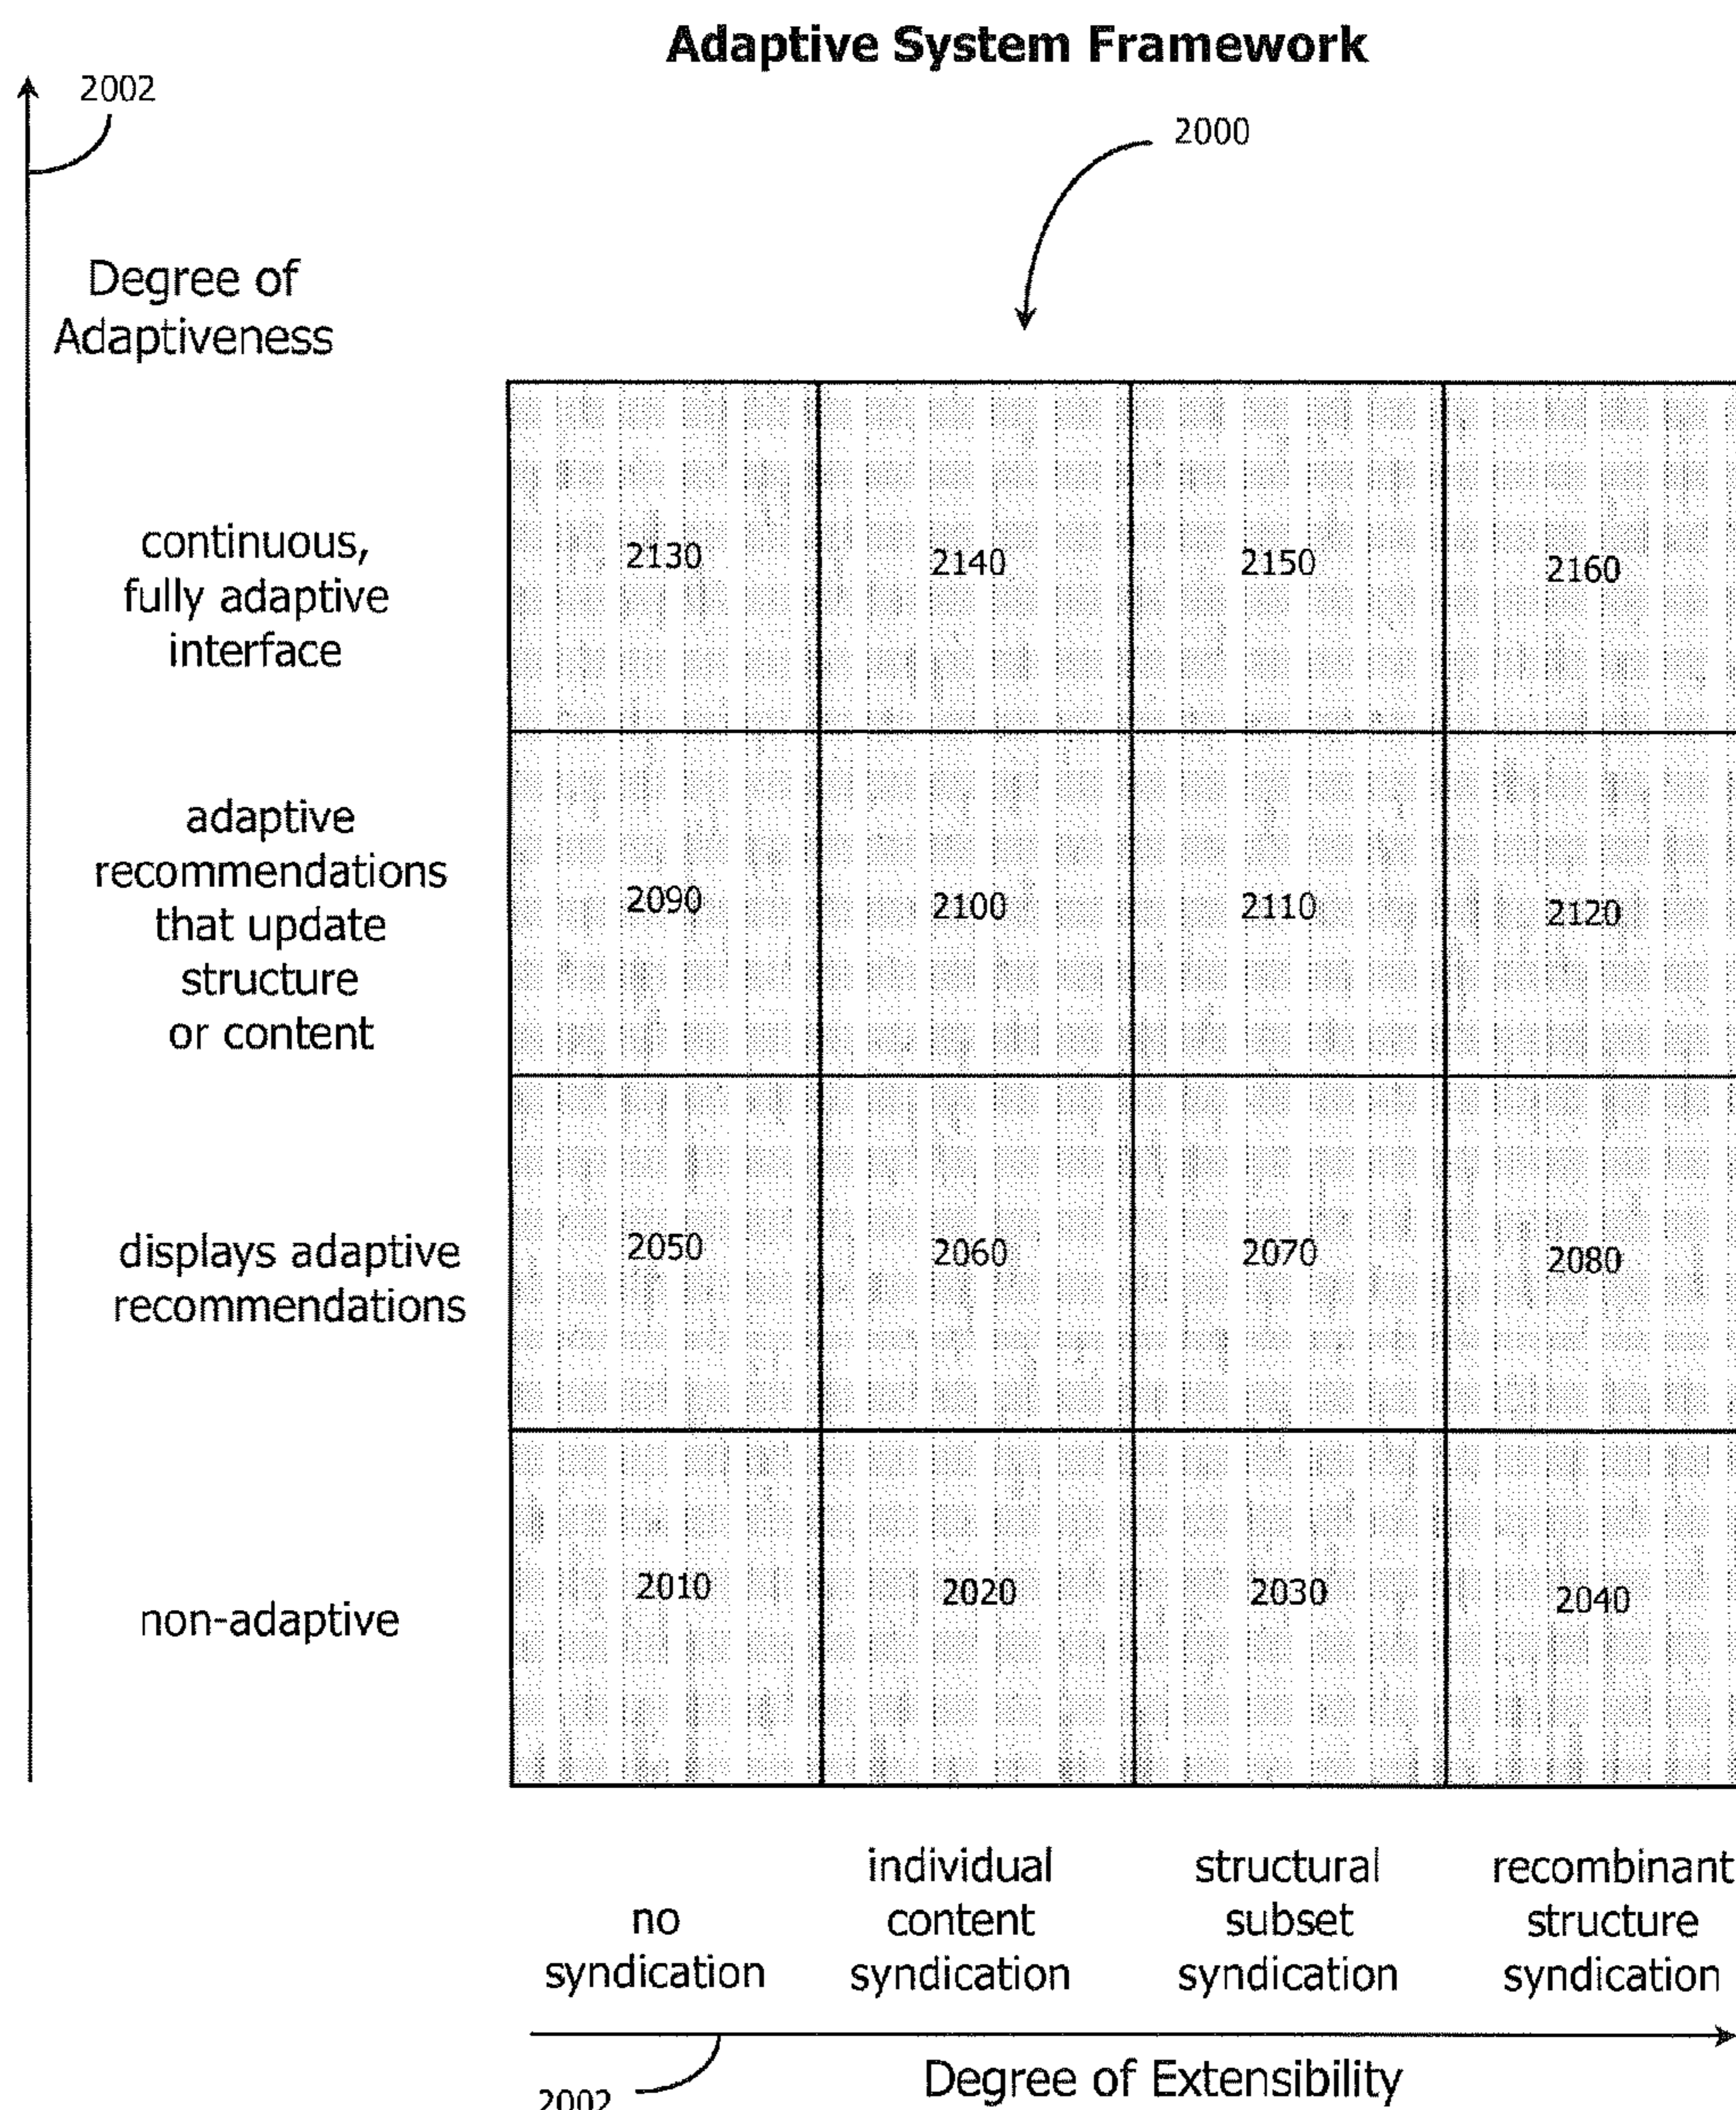 Adaptive System Framework
2002
2000
Degree of
Adaptiveness
continuous,
fully adaptive
interface
2130
2140
2150
2160
adaptive
recommendations
that update
structure
or content
2090
2100
2110
2120
displays adaptive
recommendations
2050
2060
2070
2080
non-adaptive
2010
2020
2030
2040
no
syndication
individual
content
syndication
structural
subset
syndication
recombinant
structure
syndication
2002
Degree of Extensibility